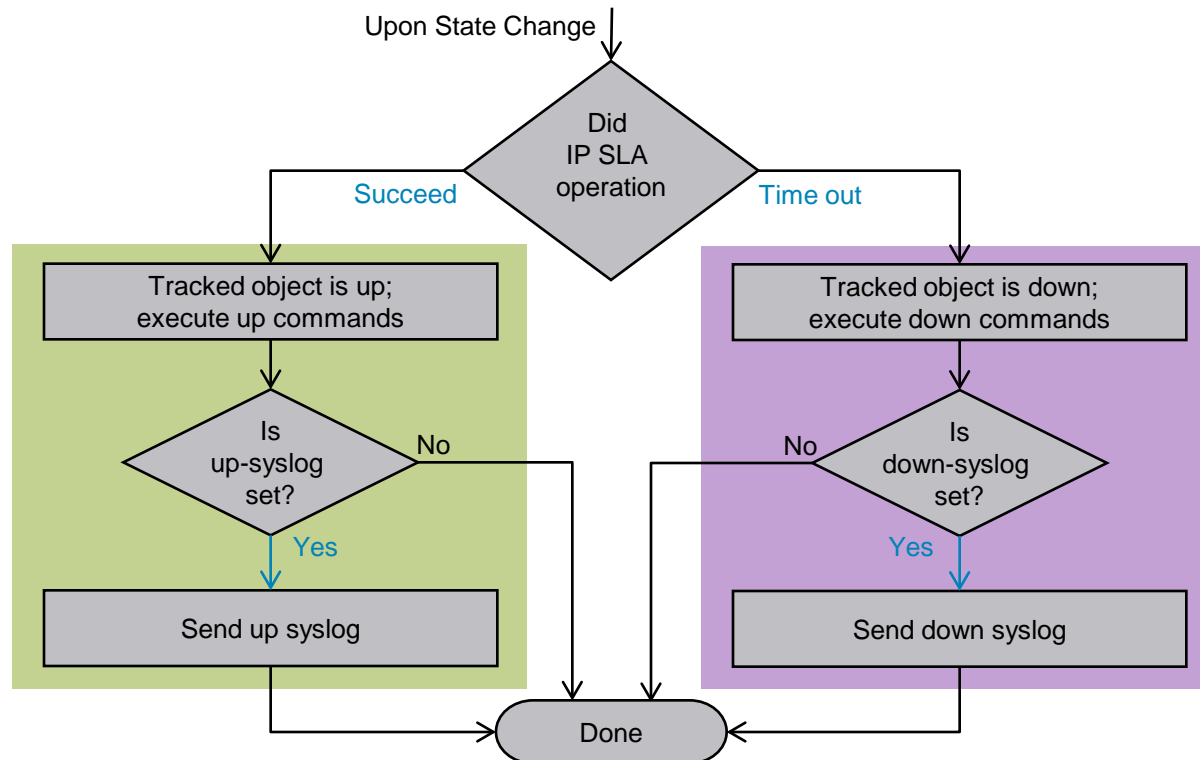 Upon State Change
Did
IP SLA
operation
Succeed
Time out
Tracked object is up;
execute up commands
Tracked object is down;
execute down commands
Is
up-syslog
set?
No
Yes
No
Is
down-syslog
set?
Yes
Send up syslog
Send down syslog
Done